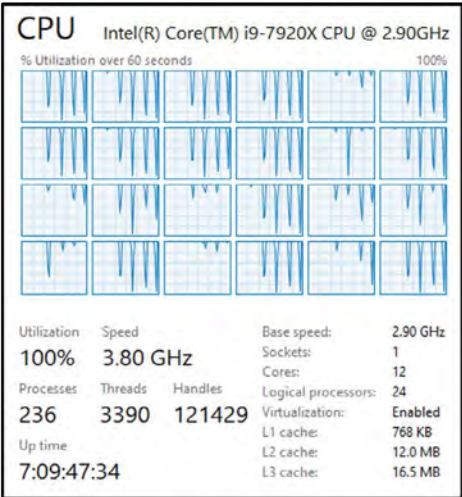 CPU Intel(R) Core(TM) i9-7920X CPU @ 2.90GHz
% Utilization over 60 seconds 100%
Utilization Speed
100% 3.80 GHz
Processes Threads Handles
236 3390 121429
Up time
7:09:47:34
Base speed: 2.90 GHz
Sockets: 1
Cores: 12
Logical processors: 24
Virtualization: Enabled
L1 cache: 768 KB
L2 cache: 12.0 MB
L3 cache: 16.5 MB